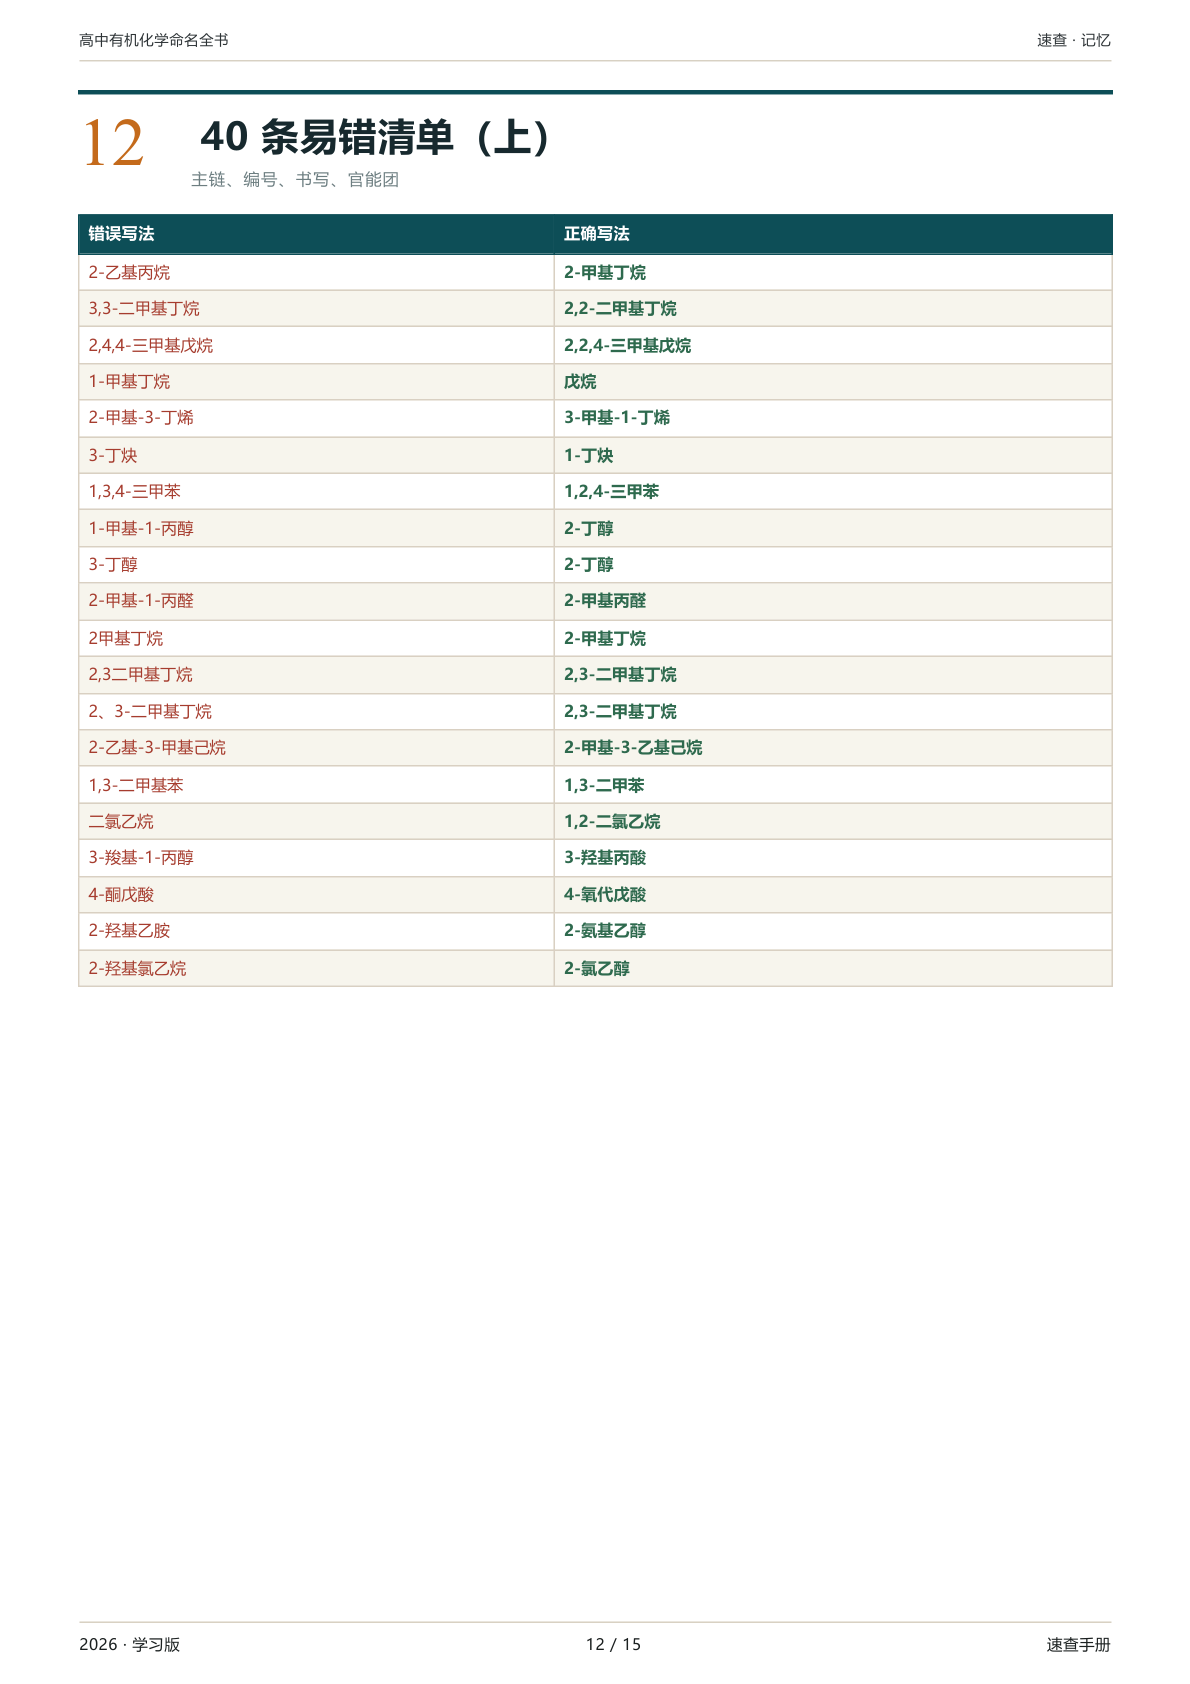 高中有机化学命名全书 速查 · 记忆
12 40 条易错清单（上）
主链、编号、书写、官能团
错误写法 正确写法
2-乙基丙烷 2-甲基丁烷
3,3-二甲基丁烷 2,2-二甲基丁烷
2,4,4-三甲基戊烷 2,2,4-三甲基戊烷
1-甲基丁烷 戊烷
2-甲基-3-丁烯 3-甲基-1-丁烯
3-丁炔 1-丁炔
1,3,4-三甲苯 1,2,4-三甲苯
1-甲基-1-丙醇 2-丁醇
3-丁醇 2-丁醇
2-甲基-1-丙醛 2-甲基丙醛
2甲基丁烷 2-甲基丁烷
2,3二甲基丁烷 2,3-二甲基丁烷
2、3-二甲基丁烷 2,3-二甲基丁烷
2-乙基-3-甲基己烷 2-甲基-3-乙基己烷
1,3-二甲基苯 1,3-二甲苯
二氯乙烷 1,2-二氯乙烷
3-羧基-1-丙醇 3-羟基丙酸
4-酮戊酸 4-氧代戊酸
2-羟基乙胺 2-氨基乙醇
2-羟基氯乙烷 2-氯乙醇
2026 · 学习版 12 / 15 速查手册